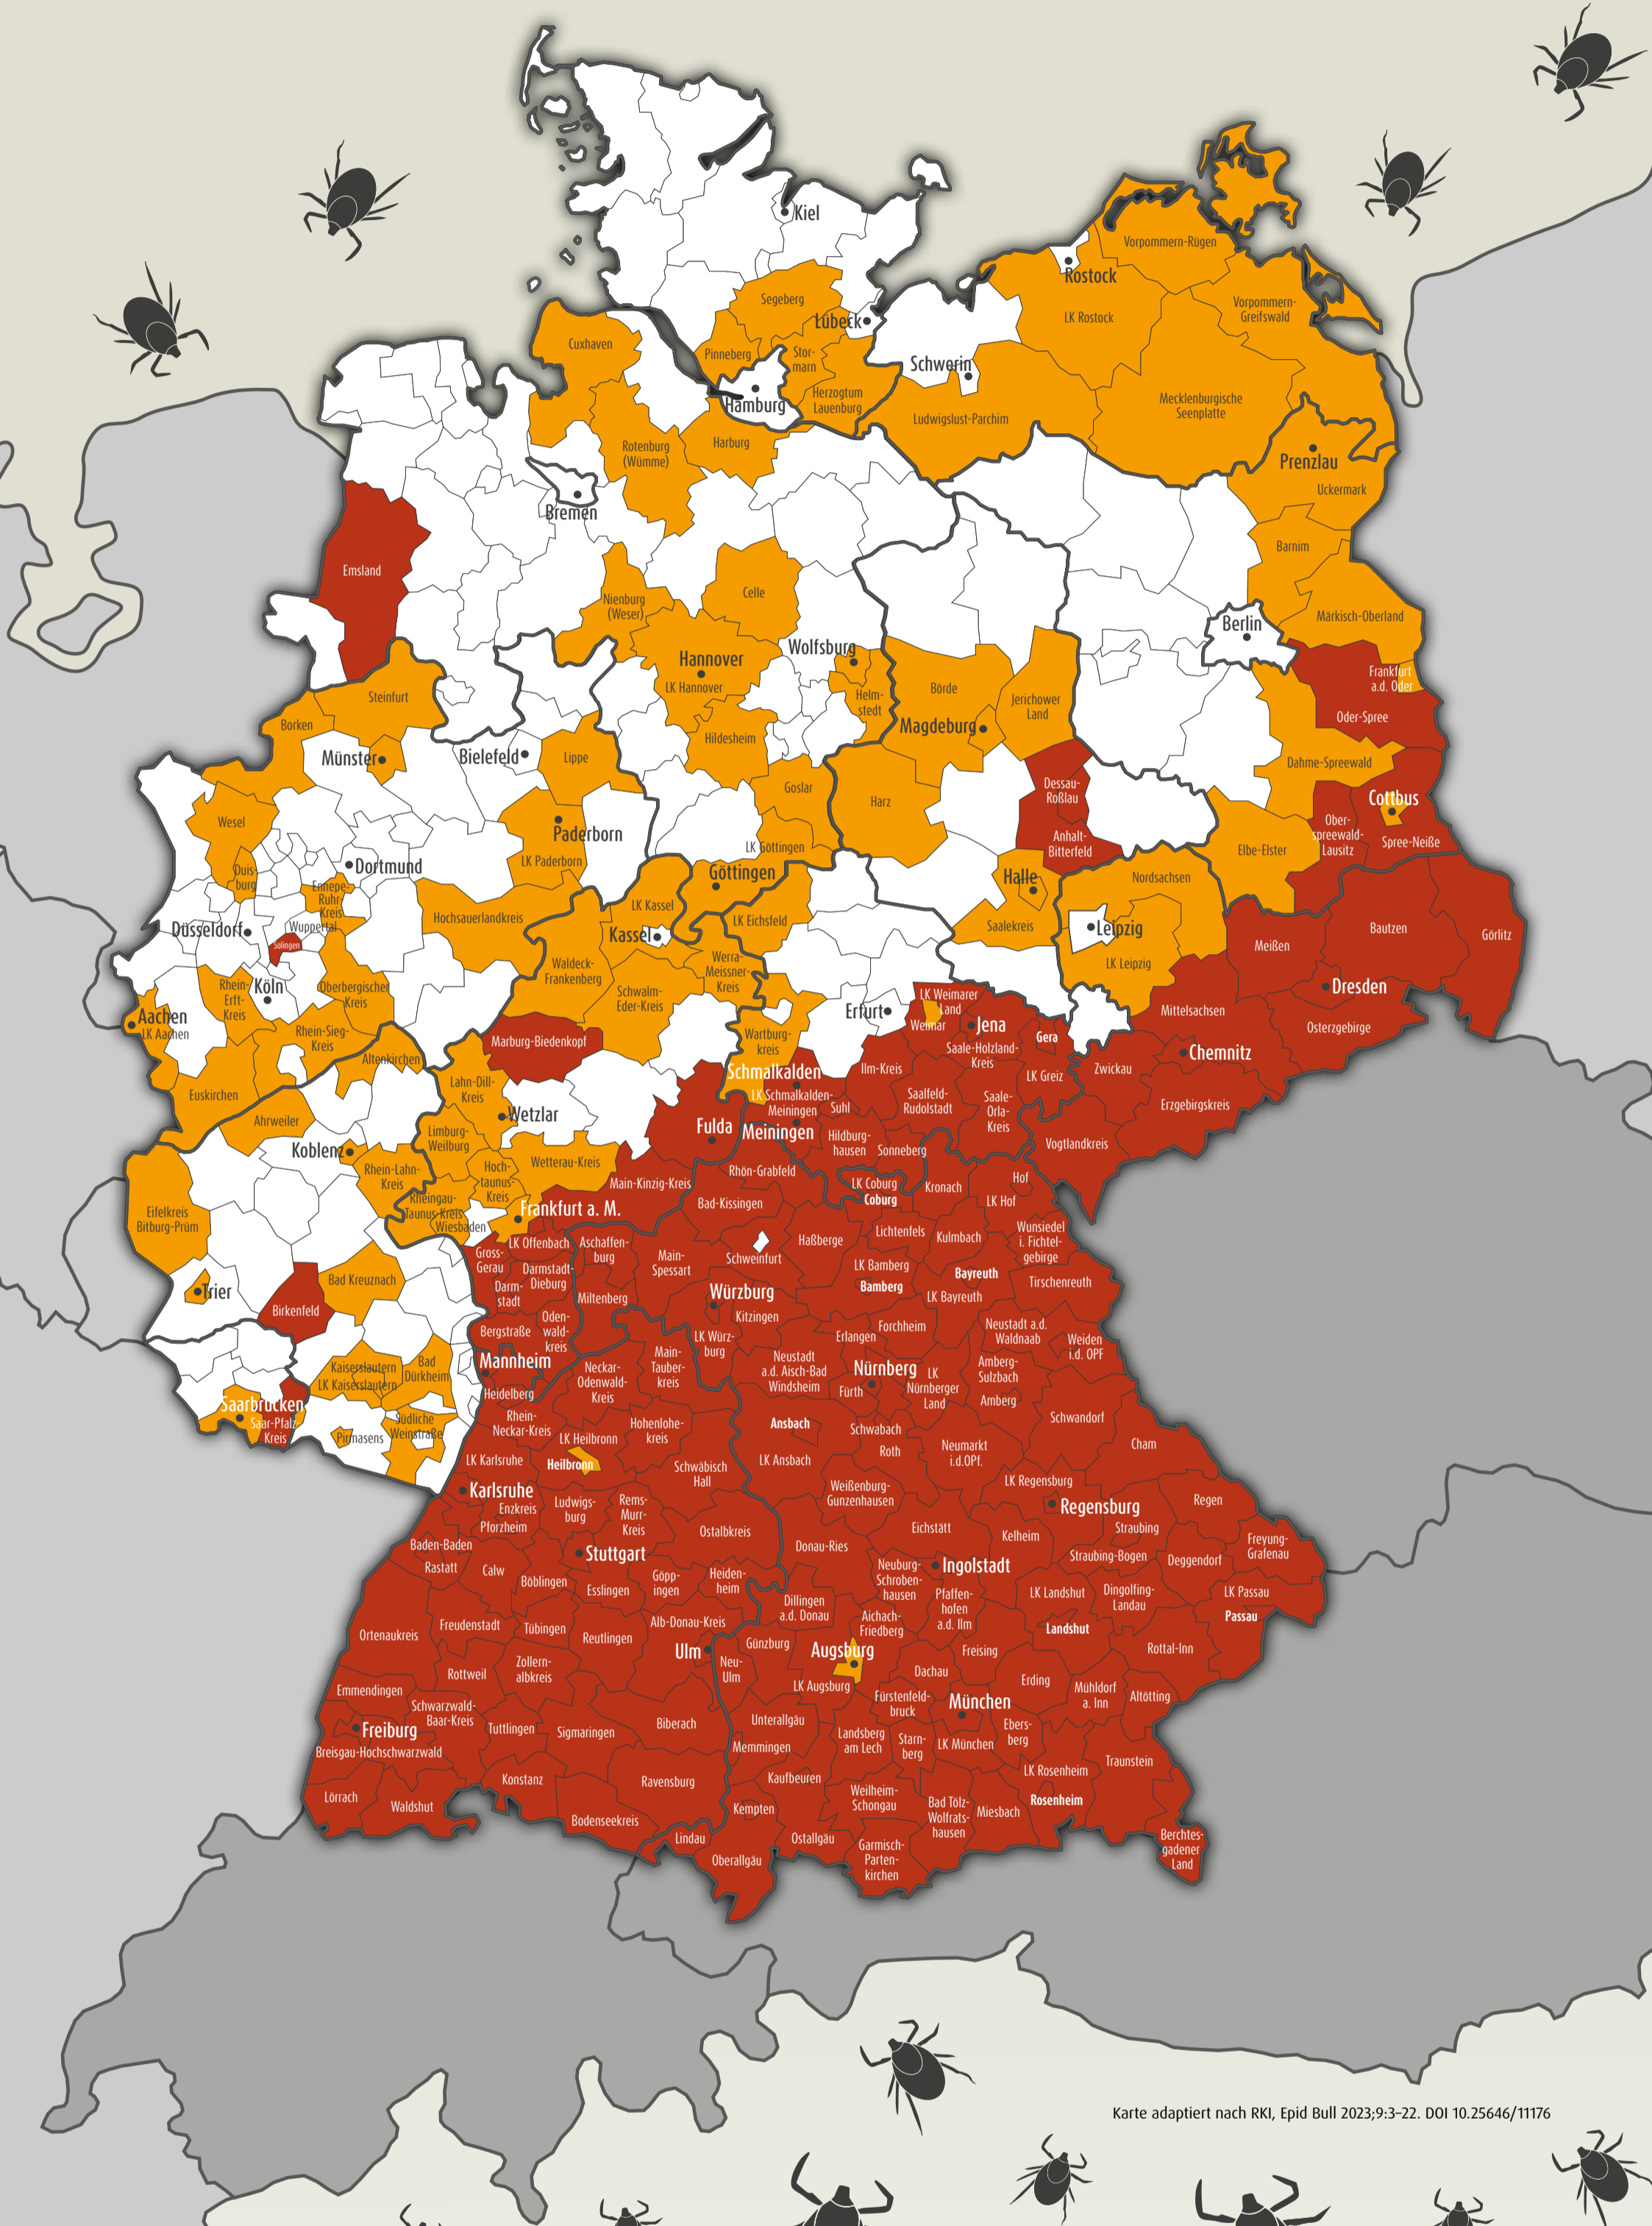 Kiel
Vorpommern-Rügen
Rostock
Segeberg
Vorpommern-
Greifswald
LK Rostock
Lübeck
Cuxhaven
Pinneberg
Stor-
marn
Schwerin
Hamburg
Herzogtum
Lauenburg
Mecklenburgische
Seenplatte
Ludwigslust-Parchim
Harburg
Rotenburg
(Wümme)
Prenzlau
Uckermark
Bremen
Barnim
Emsland
Celle
Nienburg
(Weser)
Märkisch-Oberland
Berlin
Wolfsburg
Hannover
LK Hannover
Frankfurt
a.d. Oder
Steinfurt
Helm-
stedt
Börde
Jerichower
Land
Oder-Spree
Borken
Magdeburg
Hildesheim
Münster
Bielefeld
Lippe
Dahme-Spreewald
Goslar
Harz
Dessau-
Roßlau
Cottbus
Wesel
Ober-
spreewald-
Lausitz
Spree-Neiße
Paderborn
Anhalt-
Bitterfeld
LK Göttingen
Elbe-Elster
LK Paderborn
Dortmund
Duis-
burg
Göttingen
Halle
Nordsachsen
Ennepe-
Ruhr-
Kreis
LK Kassel
Hochsauerlandkreis
LK Eichsfeld
Saalekreis
Leipzig
Bautzen
Düsseldorf
Wuppertal
Kassel
Görlitz
Solingen
Meißen
Werra-
Meissner-
Kreis
LK Leipzig
Waldeck-
Frankenberg
Rhein-
Erft-
Kreis
Köln
Oberbergischer
Kreis
Schwalm-
Eder-Kreis
Dresden
LK Weimarer
Land
Aachen
LK Aachen
Erfurt
Weimar
Jena
Mittelsachsen
Rhein-Sieg-
Kreis
Marburg-Biedenkopf
Wartburg-
kreis
Gera
Osterzgebirge
Saale-Holzland-
Kreis
Chemnitz
Altenkirchen
Schmalkalden
Ilm-Kreis
LK Greiz
Zwickau
Euskirchen
Lahn-Dill-
Kreis
LK Schmalkalden-
Meiningen
Suhl
Saalfeld-
Rudolstadt
Saale-
Orla-
Kreis
Erzgebirgskreis
Ahrweiler
Wetzlar
Fulda
Meiningen
Limburg-
Weilburg
Hildburg-
hausen
Sonneberg
Vogtlandkreis
Koblenz
Wetterau-Kreis
Rhein-Lahn-
Kreis
Hoch-
taunus-
Kreis
Rhön-Grabfeld
Main-Kinzig-Kreis
LK Coburg
Coburg
Kronach
Hof
LK Hof
Rheingau-
Taunus-Kreis
Wiesbaden
Frankfurt a. M.
Bad-Kissingen
Eifelkreis
Bitburg-Prüm
Lichtenfels
Kulmbach
Wunsiedel
i. Fichtel-
gebirge
LK Offenbach
Aschaffen-
burg
Haßberge
Gross-
Gerau
Main-
Spessart
Schweinfurt
LK Bamberg
Darmstadt-
Dieburg
Bayreuth
Bad Kreuznach
Tirschenreuth
Trier
Darm-
stadt
Miltenberg
Würzburg
Bamberg
LK Bayreuth
Birkenfeld
Kitzingen
Oden-
wald-
kreis
Bergstraße
LK Würz-
burg
Erlangen
Forchheim
Neustadt a.d.
Waldnaab
Weiden
i.d. OPF
Mannheim
Main-
Tauber-
kreis
Neustadt
a.d. Aisch-Bad
Windsheim
Nürnberg
LK
Nürnberger
Land
Amberg-
Sulzbach
Kaiserslautern
LK Kaiserslautern
Bad
Dürkheim
Neckar-
Odenwald-
Kreis
Fürth
Amberg
Heidelberg
Saarbrücken
Saar-Pfalz-
Kreis
Südliche
Weinstraße
Rhein-
Neckar-Kreis
Hohenlohe-
kreis
Ansbach
Schwabach
Schwandorf
Pirmasens
LK Heilbronn
Roth
Neumarkt
i.d.OPf.
Cham
LK Karlsruhe
Heilbronn
Schwäbisch
Hall
LK Ansbach
Karlsruhe
Enzkreis
Pforzheim
Ludwigs-
burg
Rems-
Murr-
Kreis
Weißenburg-
Gunzenhausen
LK Regensburg
Regensburg
Regen
Ostalbkreis
Eichstätt
Kelheim
Straubing
Baden-Baden
Stuttgart
Donau-Ries
Freyung-
Grafenau
Rastatt
Calw
Böblingen
Esslingen
Göpp-
ingen
Heiden-
heim
Neuburg-
Schroben-
hausen
Ingolstadt
Straubing-Bogen
Deggendorf
Dillingen
a.d. Donau
Pfaffen-
hofen
a.d. Ilm
LK Landshut
Dingolfing-
Landau
LK Passau
Passau
Ortenaukreis
Freudenstadt
Tübingen
Reutlingen
Alb-Donau-Kreis
Aichach-
Friedberg
Landshut
Ulm
Günzburg
Augsburg
Freising
Rottal-Inn
Rottweil
Zollern-
albkreis
Neu-
Ulm
LK Augsburg
Dachau
Erding
Mühldorf
a. Inn
Altötting
Emmendingen
Schwarzwald-
Baar-Kreis
Fürstenfeld-
bruck
München
Freiburg
Tuttlingen
Sigmaringen
Biberach
Unterallgäu
Landsberg
am Lech
Starn-
berg
LK München
Ebers-
berg
Breisgau-Hochschwarzwald
Memmingen
Traunstein
Konstanz
Ravensburg
Kaufbeuren
LK Rosenheim
Lörrach
Waldshut
Weilheim-
Schongau
Rosenheim
Bodenseekreis
Kempten
Bad Tölz-
Wolfrats-
hausen
Miesbach
Lindau
Ostallgäu
Garmisch-
Parten-
kirchen
Berchtes-
gadener
Land
Oberallgäu
Karte adaptiert nach RKI, Epid Bull 2023;9:3–22. DOI 10.25646/11176